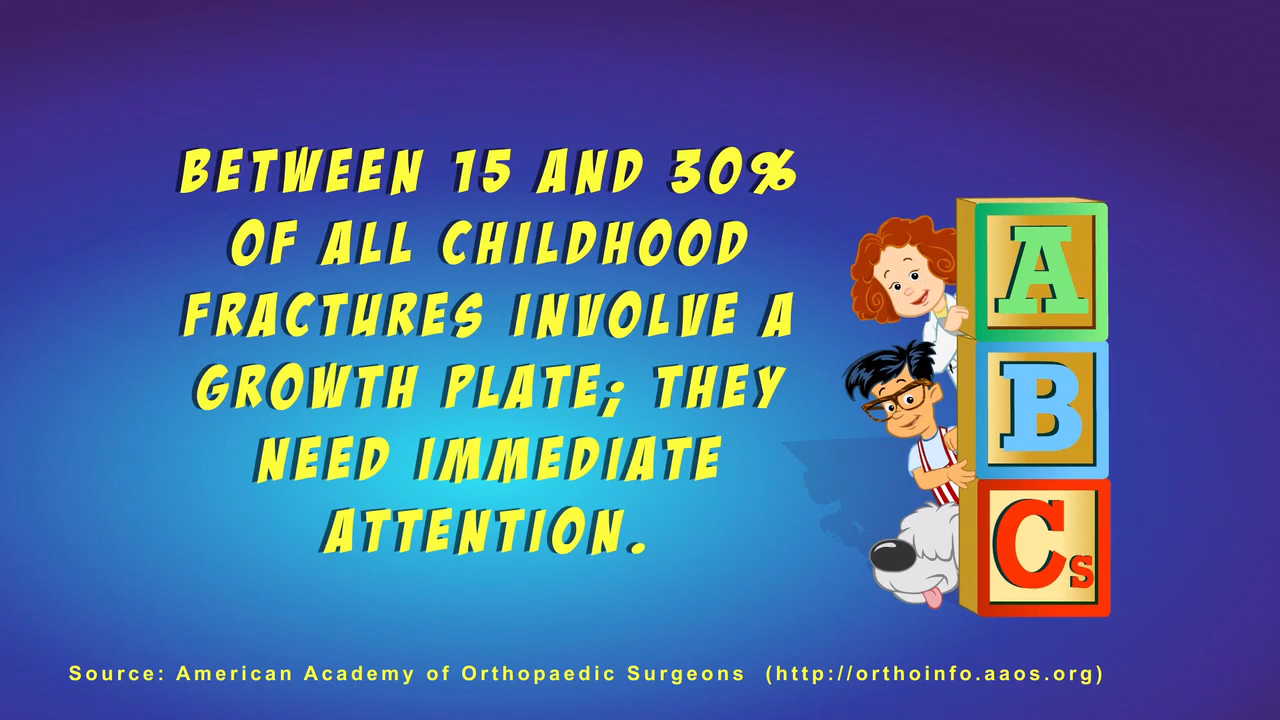 BETWEEN 15 AND 30%
OF ALL CHILDHOOD
FRACTURES INVOLVE A
GROWTH PLATE; THEY
NEED IMMEDIATE
ATTENTION.
A
B
Cs
Source: American Academy of Orthopaedic Surgeons (http://orthoinfo.aaos.org)